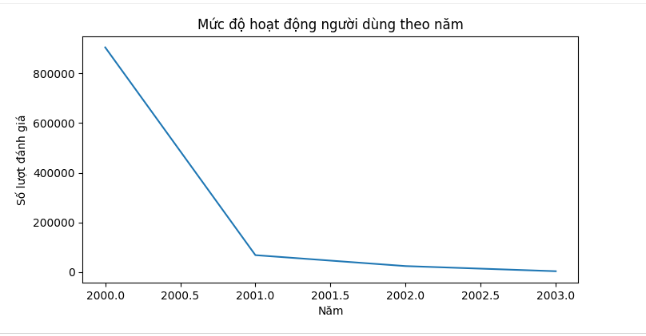 Mức độ hoạt động người dùng theo năm
800000
600000
400000
200000
0
Số lượt đánh giá
2000.0 2000.5 2001.0 2001.5 2002.0 2002.5 2003.0
Năm